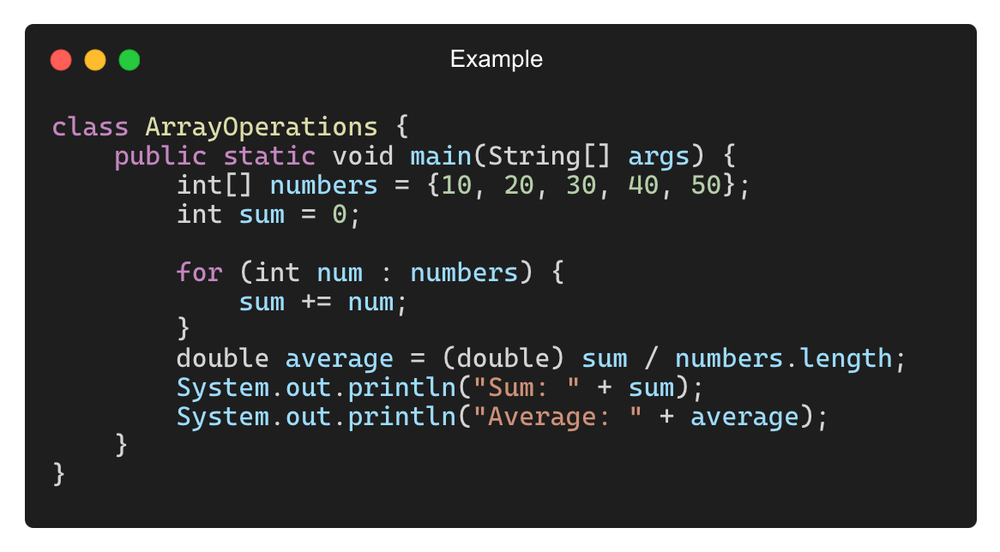 Example
class ArrayOperations {
    public static void main(String[] args) {
        int[] numbers = {10, 20, 30, 40, 50};
        int sum = 0;

        for (int num : numbers) {
            sum += num;
        }
        double average = (double) sum / numbers.length;
        System.out.println("Sum: " + sum);
        System.out.println("Average: " + average);
    }
}